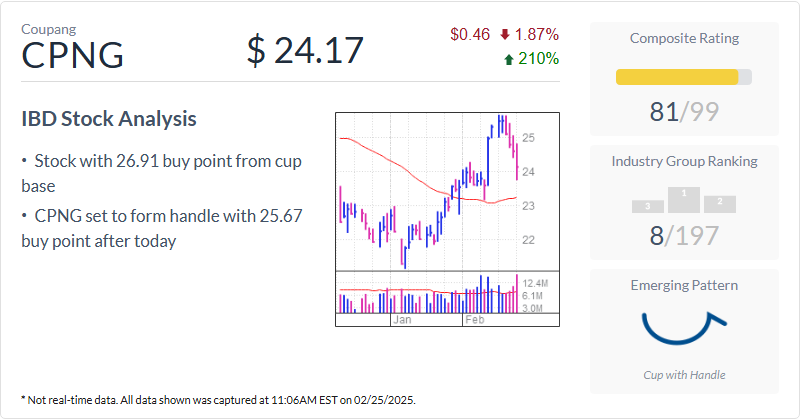 Coupang
CPNG
$ 24.17
$0.46 1.87%
210%
IBD Stock Analysis
• Stock with 26.91 buy point from cup
base
• CPNG set to form handle with 25.67
buy point after today
25
24
23
22
12.4M
6.1M
3.0M
Jan Feb
Composite Rating
81/99
Industry Group Ranking
3 1 2
8/197
Emerging Pattern
Cup with Handle
* Not real-time data. All data shown was captured at 11:06AM EST on 02/25/2025.